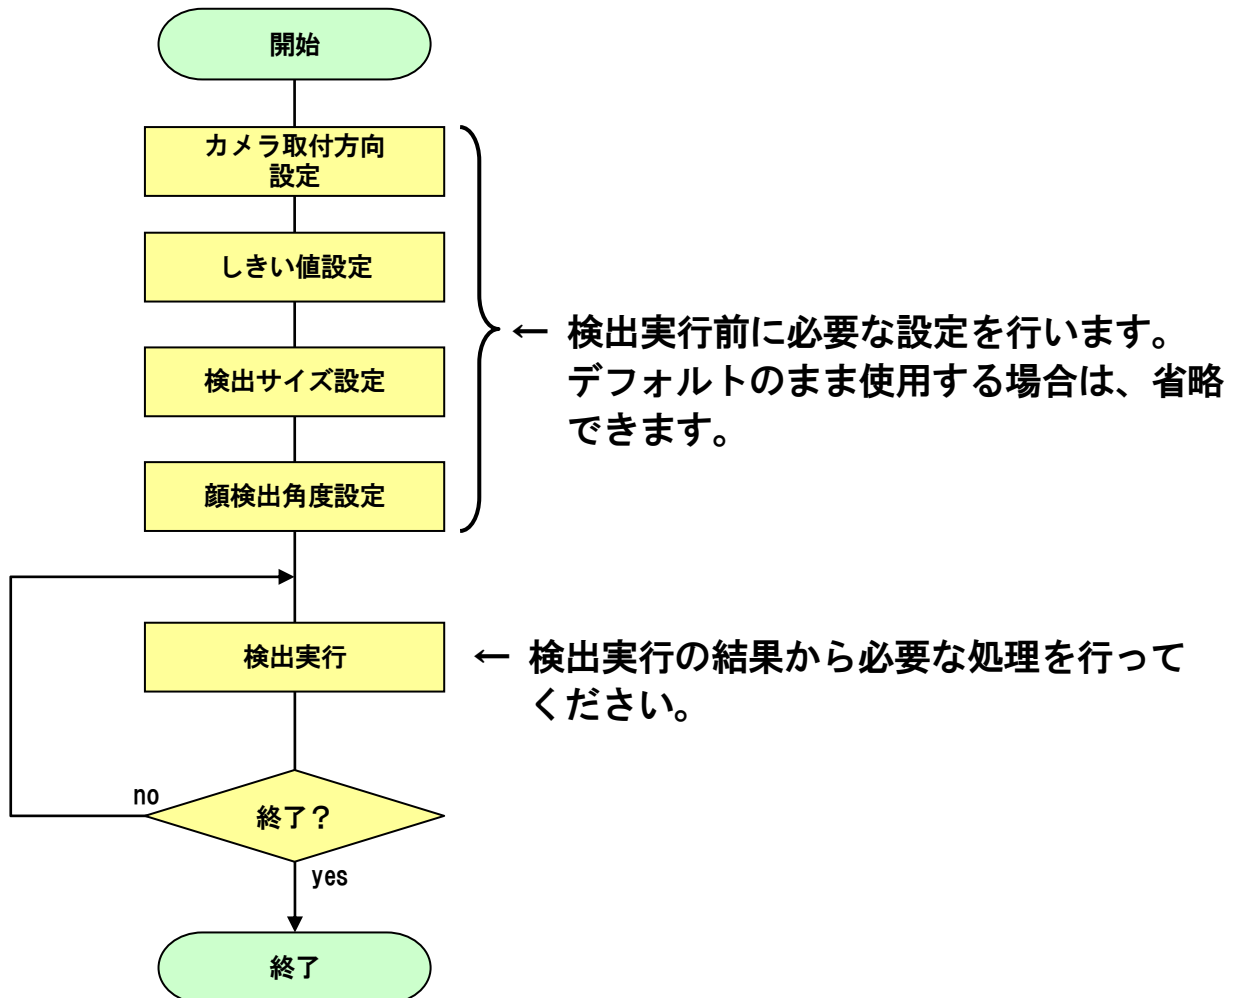 開始
カメラ取付方向
設定
しきい値設定
検出サイズ設定
顔検出角度設定
← 検出実行前に必要な設定を行います。
デフォルトのまま使用する場合は、省略
できます。
検出実行
← 検出実行の結果から必要な処理を行って
ください。
no
終了？
yes
終了